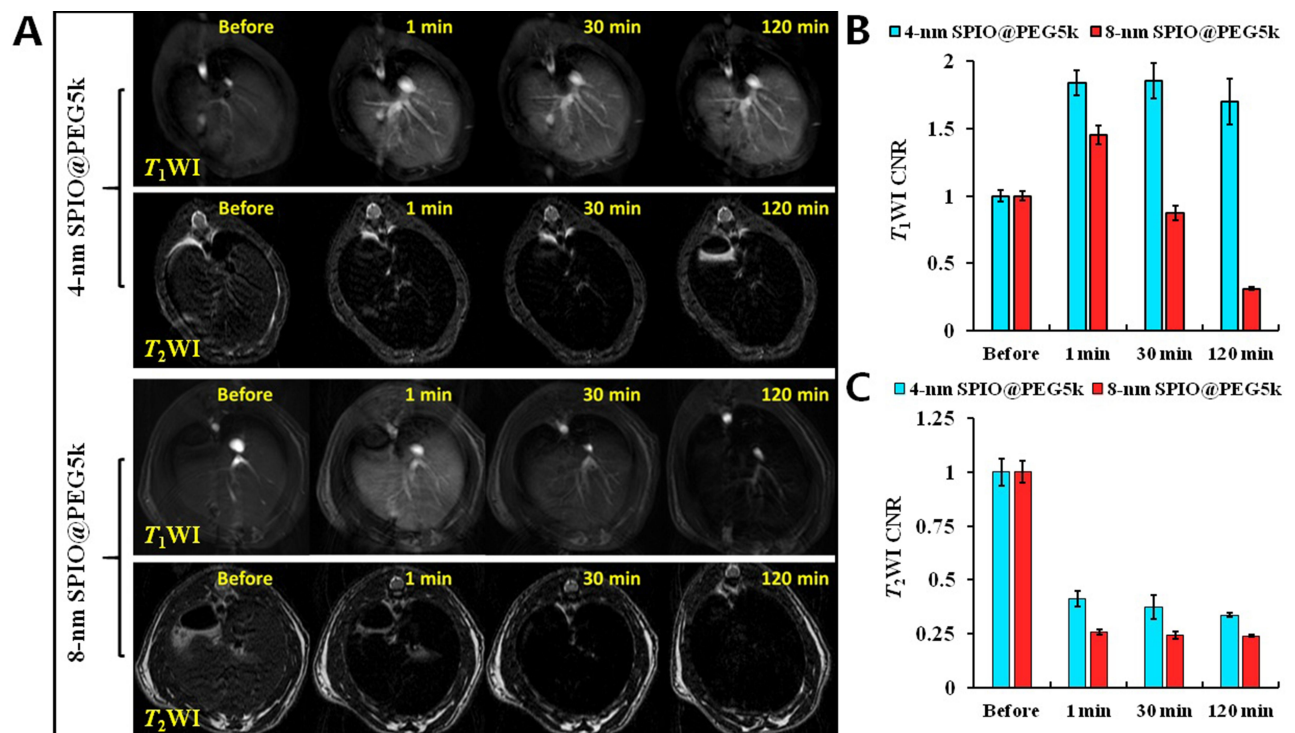 A
4-nm SPIO@PEG5k
Before 1 min 30 min 120 min
T1WI
Before 1 min 30 min 120 min
T2WI
8-nm SPIO@PEG5k
Before 1 min 30 min 120 min
T1WI
Before 1 min 30 min 120 min
T2WI
B
4-nm SPIO@PEG5k 8-nm SPIO@PEG5k
T1WI CNR
2
1.5
1
0.5
0
Before 1 min 30 min 120 min
C
4-nm SPIO@PEG5k 8-nm SPIO@PEG5k
T2WI CNR
1.25
1
0.75
0.5
0.25
0
Before 1 min 30 min 120 min